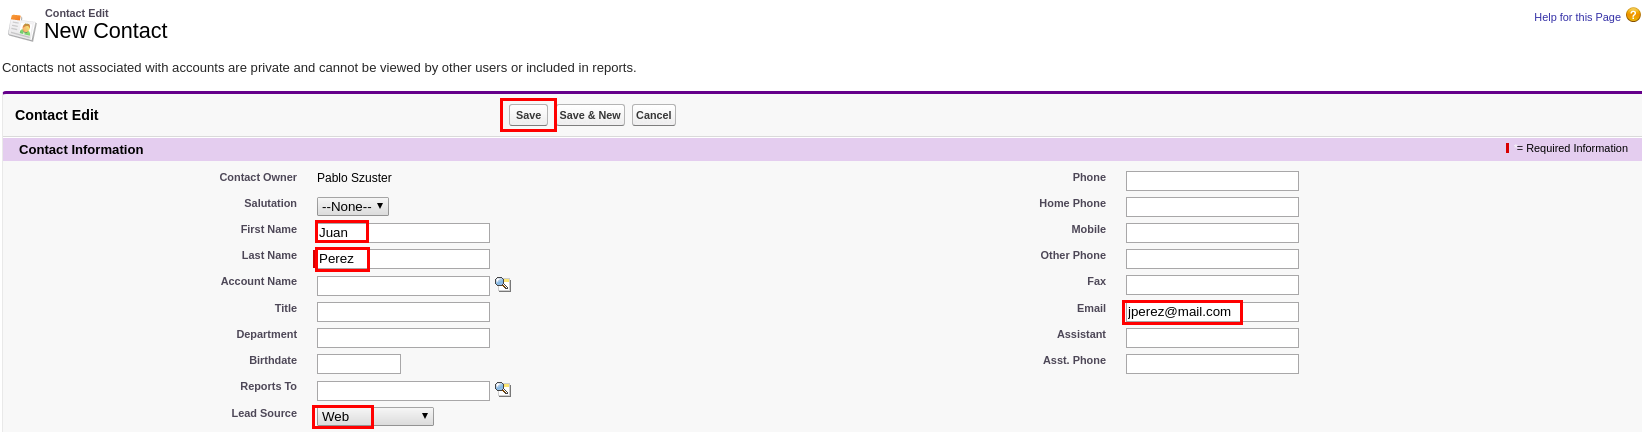 Contact Edit
New Contact
Help for this Page ?
Contacts not associated with accounts are private and cannot be viewed by other users or included in reports.
Contact Edit Save Save & New Cancel
Contact Information = Required Information
Contact Owner Pablo Szuster Phone
Salutation --None-- Home Phone
First Name Juan Mobile
Last Name Perez Other Phone
Account Name Fax
Title Email jperez@mail.com
Department Assistant
Birthdate Asst. Phone
Reports To
Lead Source Web